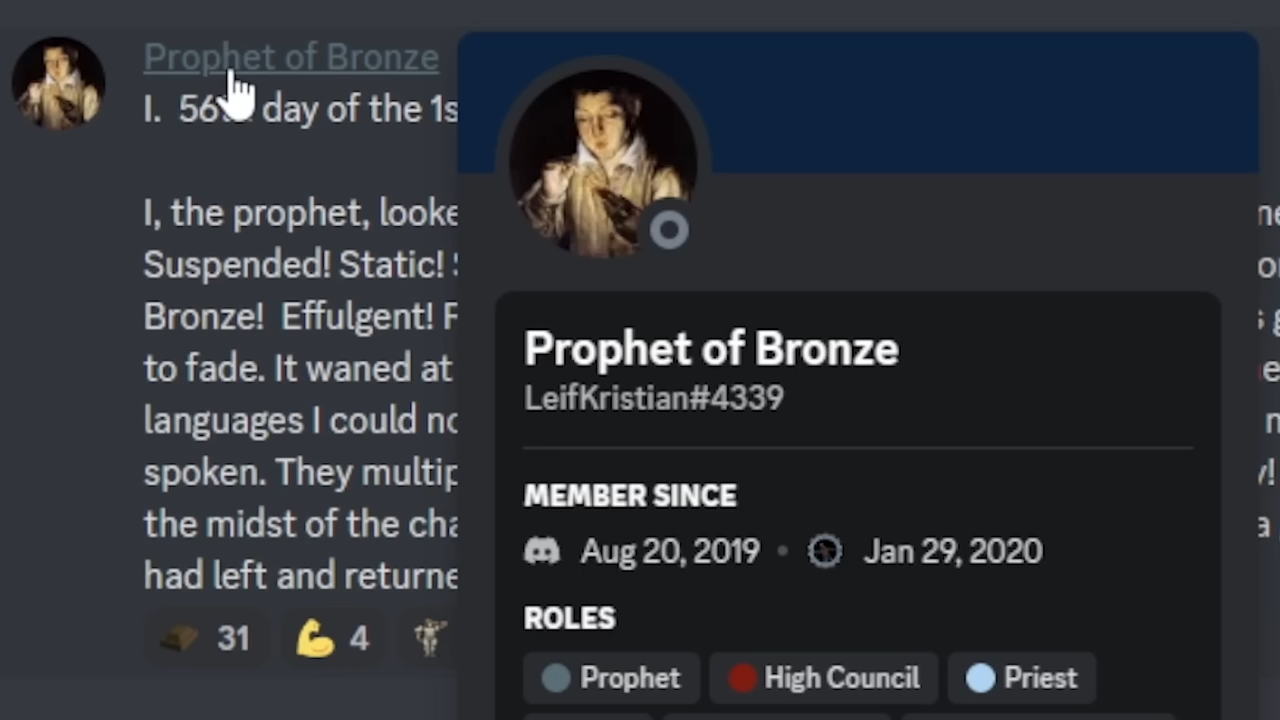 Prophet of Bronze
I. 56 day of the 1s
I, the prophet, looke
Suspended! Static!
Bronze! Effulgent! F
to fade. It waned at
languages I could no
spoken. They multip
the midst of the cha
had left and returne
31 4
Prophet of Bronze
LeifKristian#4339
MEMBER SINCE
Aug 20, 2019 • Jan 29, 2020
ROLES
Prophet High Council Priest